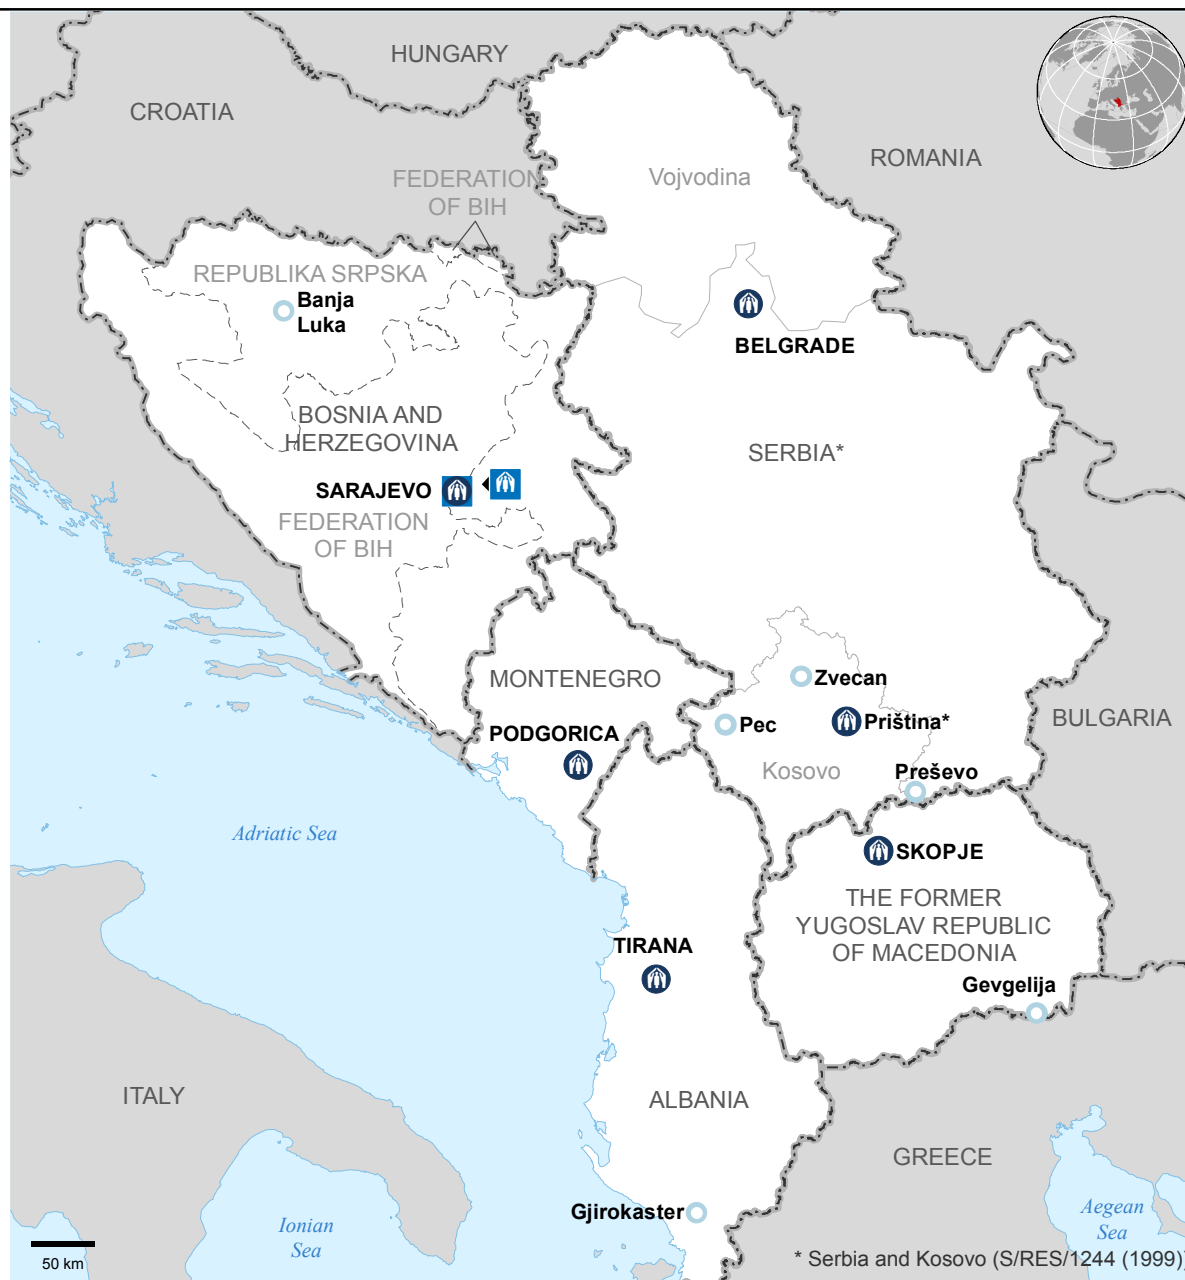 HUNGARY
CROATIA
ROMANIA
FEDERATION
OF BIH
Vojvodina
REPUBLIKA SRPSKA
Banja
Luka
BELGRADE
BOSNIA AND
HERZEGOVINA
SERBIA*
SARAJEVO
FEDERATION
OF BIH
MONTENEGRO
Zvecan
PODGORICA
Pec
Priština*
BULGARIA
Kosovo
Preševo
Adriatic Sea
SKOPJE
THE FORMER
YUGOSLAV REPUBLIC
OF MACEDONIA
TIRANA
Gevgelija
ITALY
ALBANIA
GREECE
Gjirokaster
Ionian
Sea
Aegean
Sea
50 km
* Serbia and Kosovo (S/RES/1244 (1999))